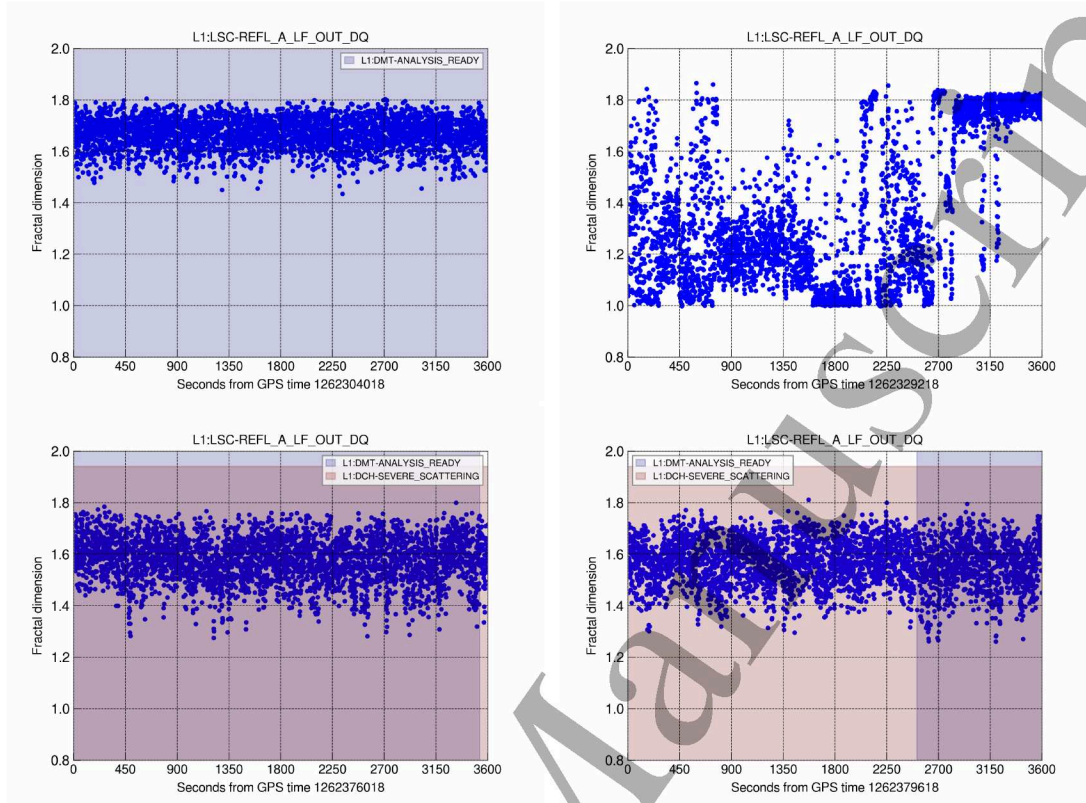 L1:LSC-REFL_A_LF_OUT_DQ
L1:DMT-ANALYSIS_READY
Fractal dimension
2.0
1.8
1.6
1.4
1.2
1.0
0.8
0 450 900 1350 1800 2250 2700 3150 3600
Seconds from GPS time 1262304018
L1:LSC-REFL_A_LF_OUT_DQ
Fractal dimension
2.0
1.8
1.6
1.4
1.2
1.0
0.8
0 450 900 1350 1800 2250 2700 3150 3600
Seconds from GPS time 1262329218
L1:LSC-REFL_A_LF_OUT_DQ
L1:DMT-ANALYSIS_READY
L1:DCH-SEVERE_SCATTERING
Fractal dimension
2.0
1.8
1.6
1.4
1.2
1.0
0.8
0 450 900 1350 1800 2250 2700 3150 3600
Seconds from GPS time 1262376018
L1:LSC-REFL_A_LF_OUT_DQ
L1:DMT-ANALYSIS_READY
L1:DCH-SEVERE_SCATTERING
Fractal dimension
2.0
1.8
1.6
1.4
1.2
1.0
0.8
0 450 900 1350 1800 2250 2700 3150 3600
Seconds from GPS time 1262379618
Manuscrip